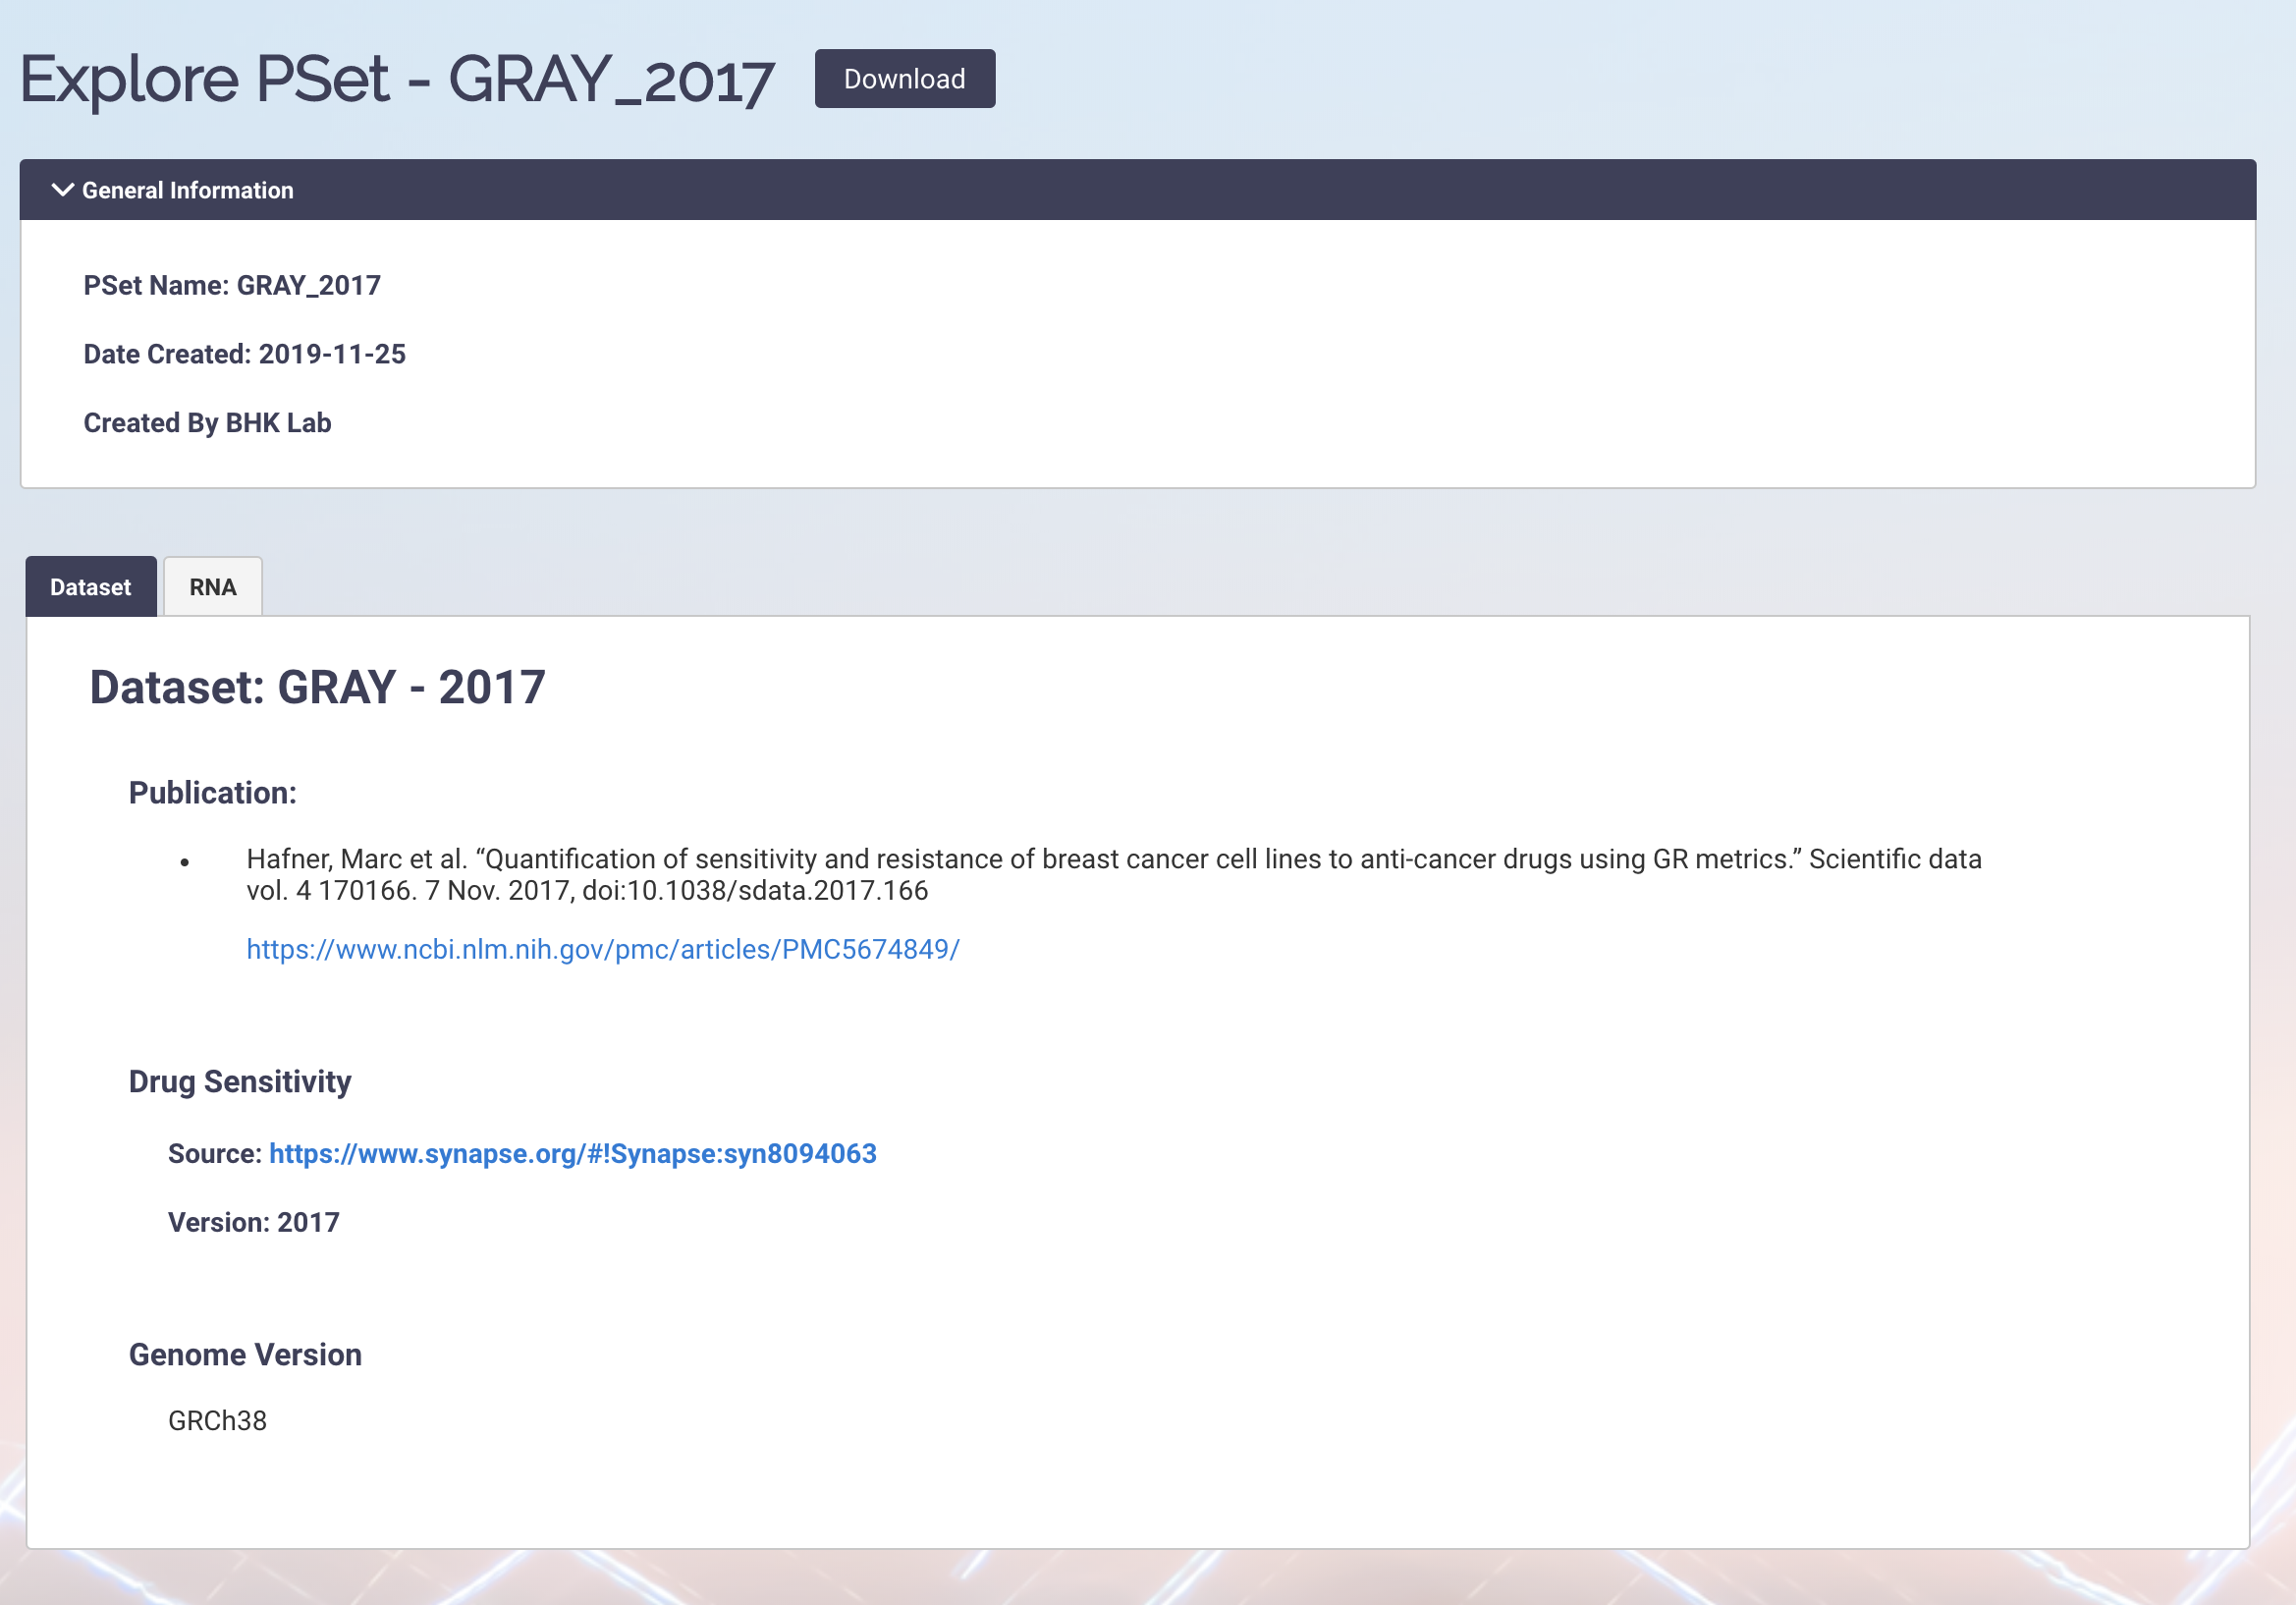 Explore PSet - GRAY_2017
Download
General Information
PSet Name: GRAY_2017
Date Created: 2019-11-25
Created By BHK Lab
Dataset
RNA
Dataset: GRAY - 2017
Publication:
• Hafner, Marc et al. “Quantification of sensitivity and resistance of breast cancer cell lines to anti-cancer drugs using GR metrics.” Scientific data
vol. 4 170166. 7 Nov. 2017, doi:10.1038/sdata.2017.166
https://www.ncbi.nlm.nih.gov/pmc/articles/PMC5674849/
Drug Sensitivity
Source: https://www.synapse.org/#!Synapse:syn8094063
Version: 2017
Genome Version
GRCh38